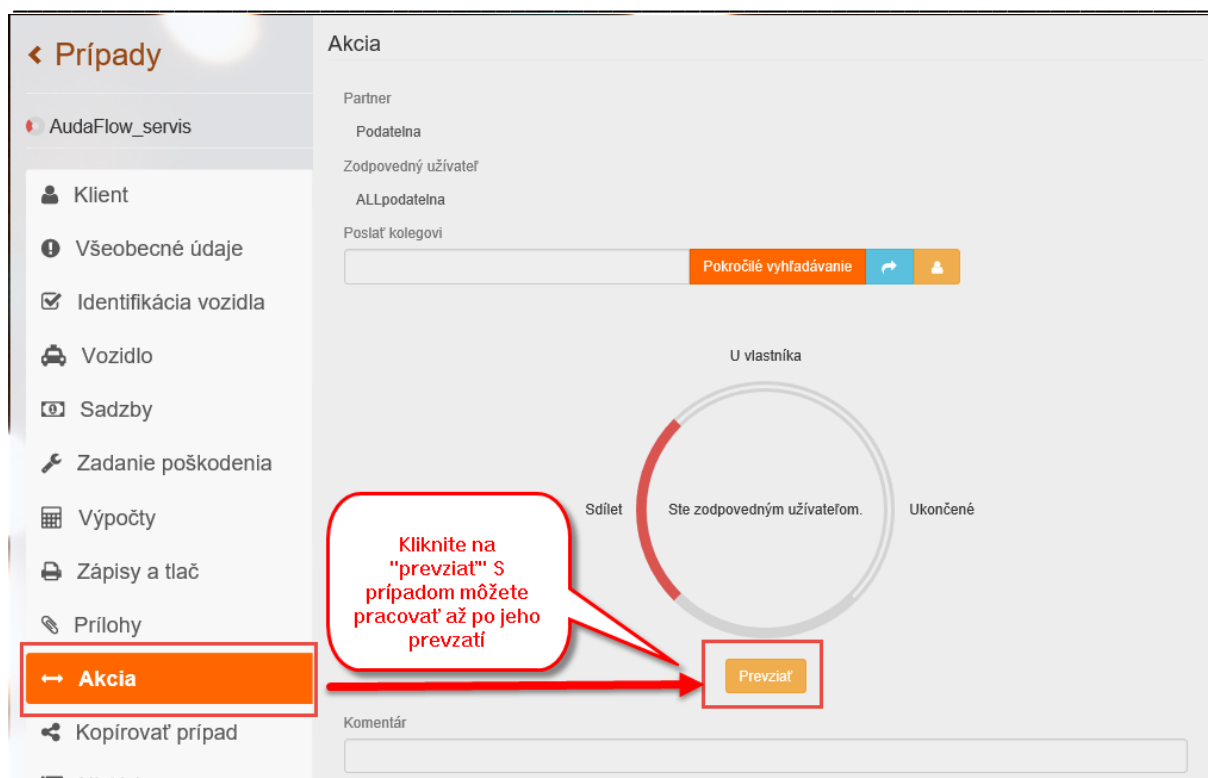 Prípady
AudaFlow_servis
Klient
Všeobecné údaje
Identifikácia vozidla
Vozidlo
Sadzby
Zadanie poškodenia
Výpočty
Zápisy a tlač
Prílohy
Akcia
Kopírovať prípad
Akcia
Partner
Podatelna
Zodpovedný užívateľ
ALLpodatelna
Poslať kolegovi
Pokročilé vyhľadávanie
U vlastníka
Sdílet
Ste zodpovedným užívateľom.
Ukončené
Kliknite na
"prevziať" S
prípadom môžete
pracovať až po jeho
prevzatí
Prevziať
Komentár